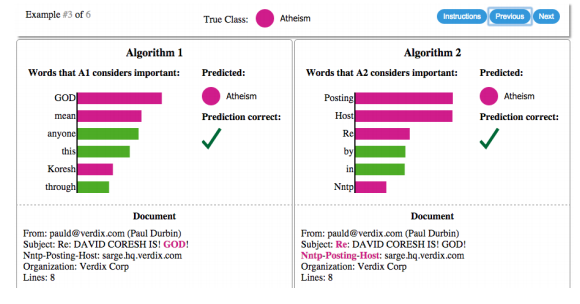 Example #3 of 6
True Class: Atheism
Instructions Previous Next
Algorithm 1
Words that A1 considers important:
Predicted:
GOD
mean
anyone
this
Koresh
through
Atheism
Prediction correct:
Document
From: pauld@verdix.com (Paul Durbin)
Subject: Re: DAVID CORESH IS! GOD!
Nntp-Posting-Host: sarge.hq.verdix.com
Organization: Verdix Corp
Lines: 8
Algorithm 2
Words that A2 considers important:
Predicted:
Posting
Host
Re
by
in
Nntp
Atheism
Prediction correct:
Document
From: pauld@verdix.com (Paul Durbin)
Subject: Re: DAVID CORESH IS! GOD!
Nntp-Posting-Host: sarge.hq.verdix.com
Organization: Verdix Corp
Lines: 8